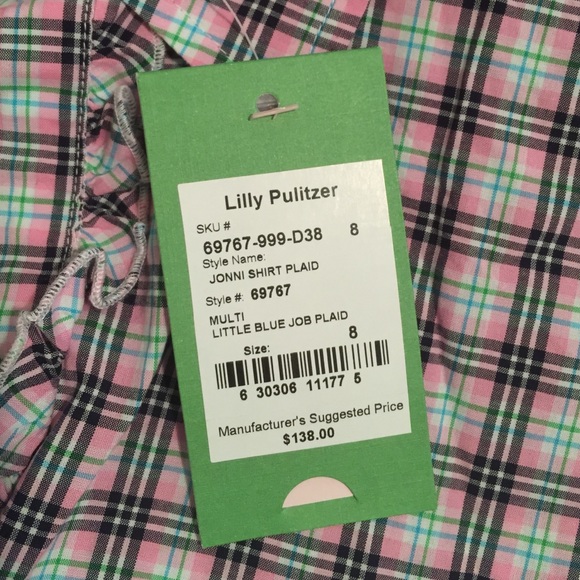 Lilly Pulitzer
SKU #
69767-999-D38 8
Style Name:
JONNI SHIRT PLAID
Style #: 69767
MULTI
LITTLE BLUE JOB PLAID
Size: 8
6 30306 11177 5
Manufacturer's Suggested Price
$138.00